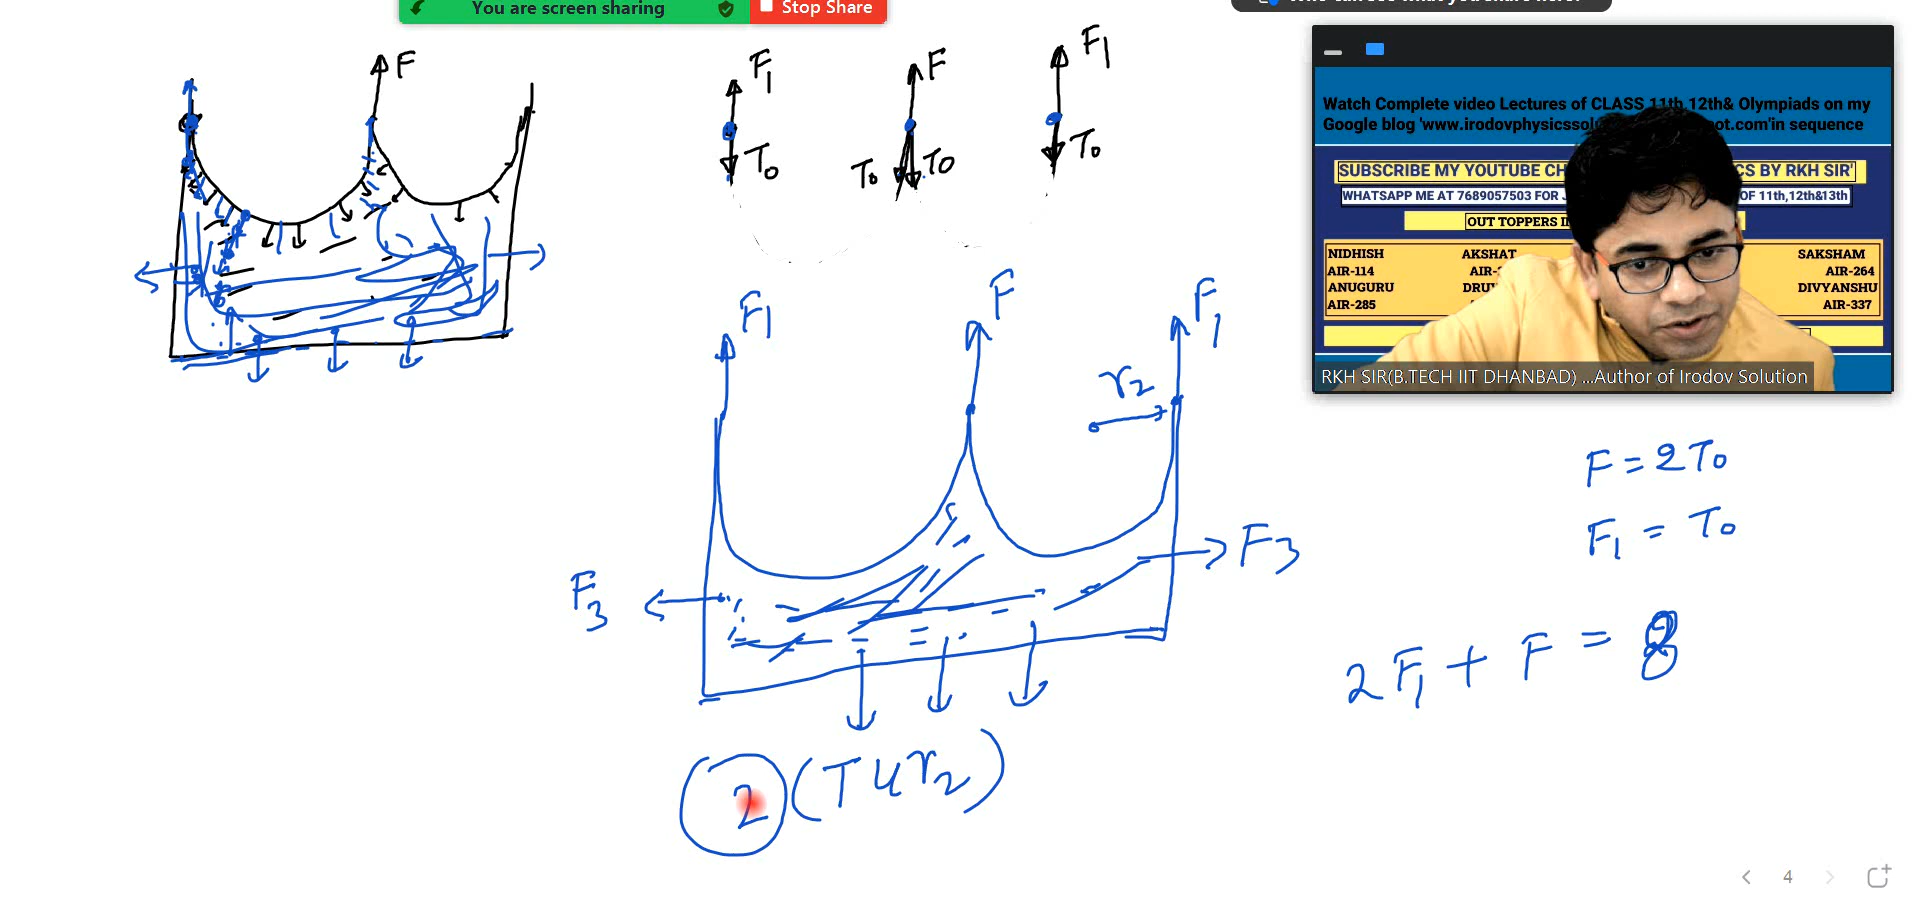 You are screen sharing
Stop Share
F
F1
T0
F
T0
T0
F1
T0
Watch Complete video Lectures of CLASS 11th,12th& Olympiads on my
Google blog 'www.irodovphysicssol ot.com'in sequence
SUBSCRIBE MY YOUTUBE CH CS BY RKH SIR'
WHATSAPP ME AT 7689057503 FOR OF 11th,12th&13th
OUT TOPPERS
NIDHISH AKSHAT SAKSHAM
AIR-114 AIR- AIR-264
ANUGURU DRU DIVYANSHU
AIR-285 AIR-337
RKH SIR(B.TECH IIT DHANBAD) ...Author of Irodov Solution
F1
F
F1
r2
F3
F3
F = 2T0
F1 = T0
2F1 + F =
2 (T4r2)
4